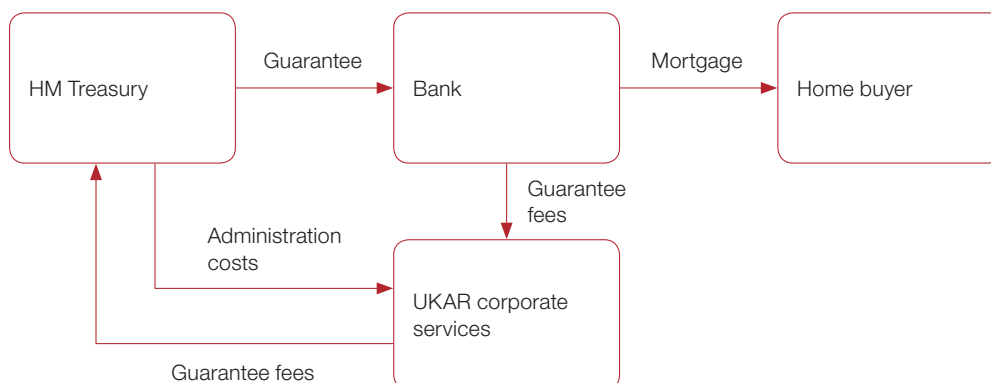 Guarantee
Mortgage
HM Treasury
Bank
Home buyer
Guarantee
fees
Administration
costs
UKAR corporate
services
Guarantee fees